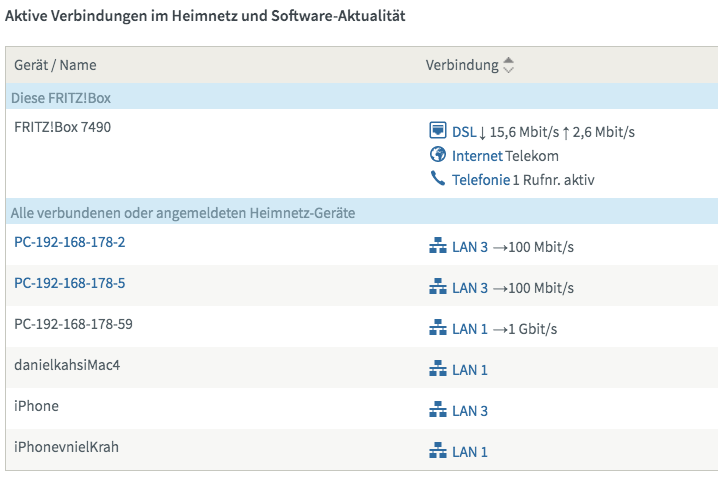 Aktive Verbindungen im Heimnetz und Software-Aktualität
Gerät / Name Verbindung
Diese FRITZ!Box
FRITZ!Box 7490 DSL ↓ 15,6 Mbit/s ↑ 2,6 Mbit/s
Internet Telekom
Telefonie 1 Rufnr. aktiv
Alle verbundenen oder angemeldeten Heimnetz-Geräte
PC-192-168-178-2 LAN 3 →100 Mbit/s
PC-192-168-178-5 LAN 3 →100 Mbit/s
PC-192-168-178-59 LAN 1 →1 Gbit/s
danielkahsiMac4 LAN 1
iPhone LAN 3
iPhonevnielKrah LAN 1